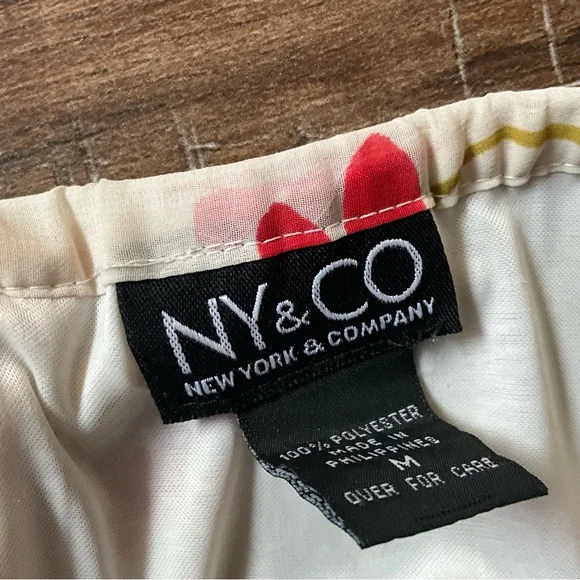 NY&CO
NEW YORK & COMPANY
100% POLYESTER
MADE IN
PHILIPPINES
M
OVER FOR CARE